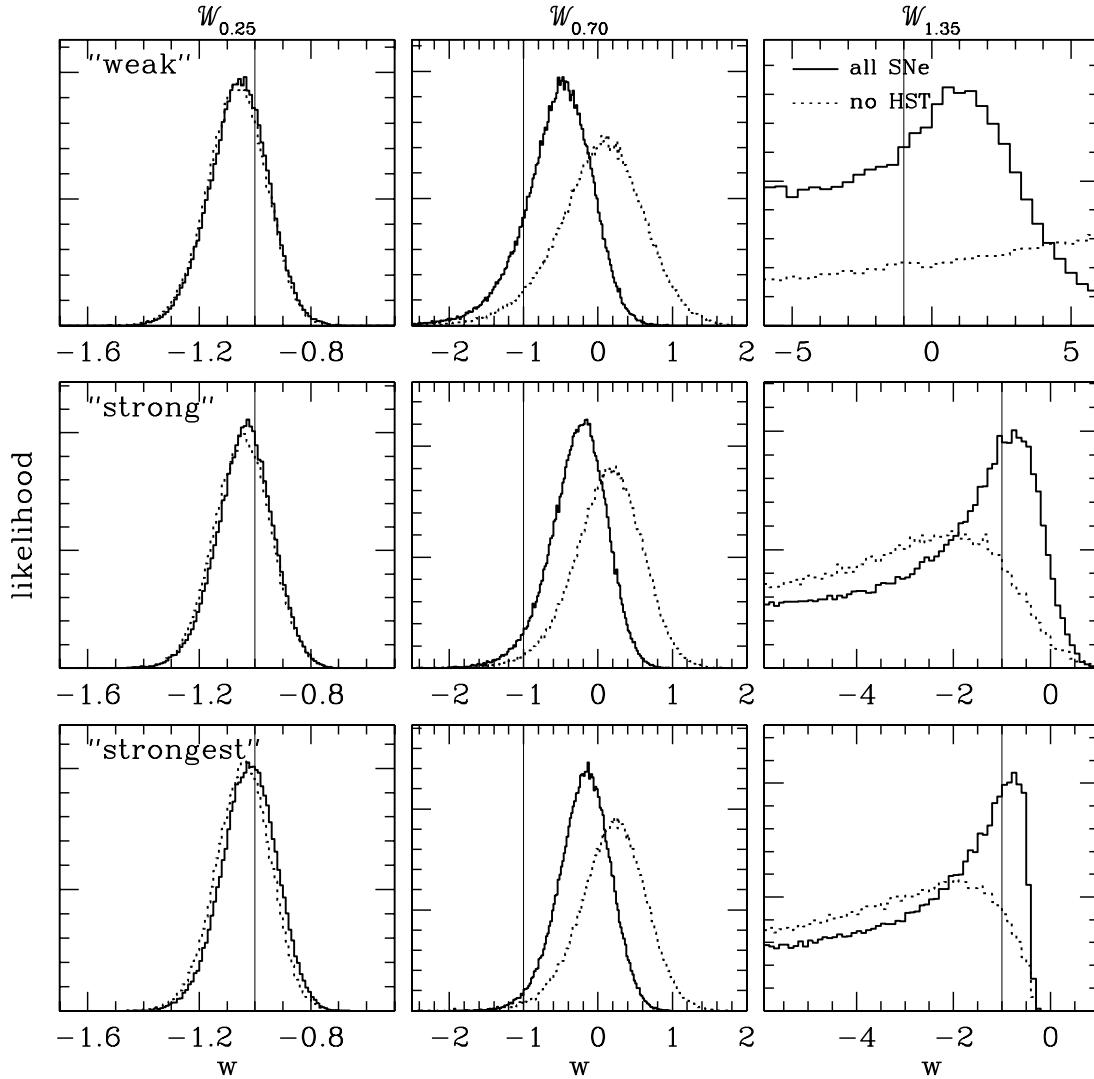 𝒲0.25 𝒲0.70 𝒲1.35
"weak"
all SNe
no HST
−1.6 −1.2 −0.8 −2 −1 0 1 2 −5 0 5
"strong"
likelihood
−1.6 −1.2 −0.8 −2 −1 0 1 2 −4 −2 0
"strongest"
−1.6 −1.2 −0.8 −2 −1 0 1 2 −4 −2 0
w w w